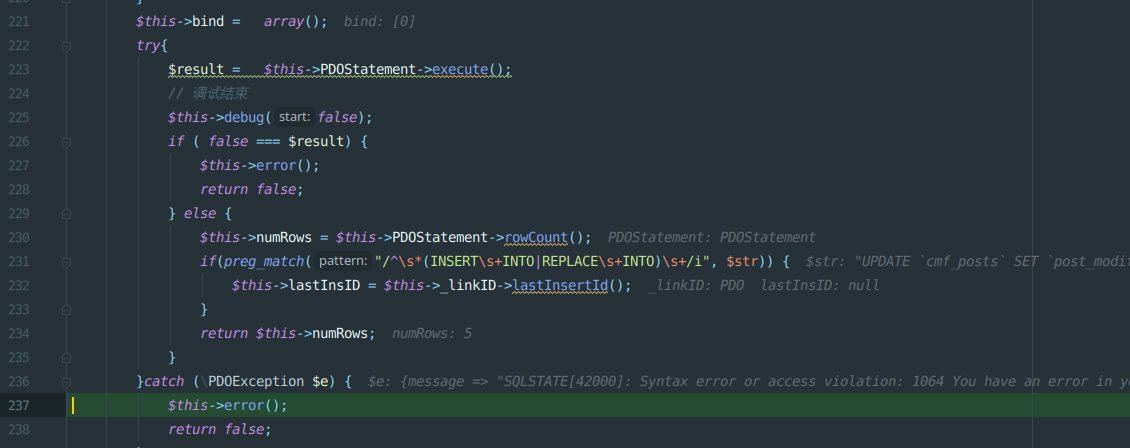 221 $this->bind =   array();  bind: [0]
222 try{
223 $result =   $this->PDOStatement->execute();
224 // 调试结束
225 $this->debug( start: false);
226 if ( false === $result) {
227 $this->error();
228 return false;
229 } else {
230 $this->numRows = $this->PDOStatement->rowCount();  PDOStatement: PDOStatement
231 if(preg_match( pattern: "/^\s*(INSERT\s+INTO|REPLACE\s+INTO)\s+/i", $str)) {  $str: "UPDATE `cmf_posts` SET `post_modif
232 $this->lastInsID = $this->_linkID->lastInsertId();  _linkID: PDO  lastInsID: null
233 }
234 return $this->numRows;  numRows: 5
235 }
236 }catch (\PDOException $e) {  $e: {message => "SQLSTATE[42000]: Syntax error or access violation: 1064 You have an error in yo
237 $this->error();
238 return false;